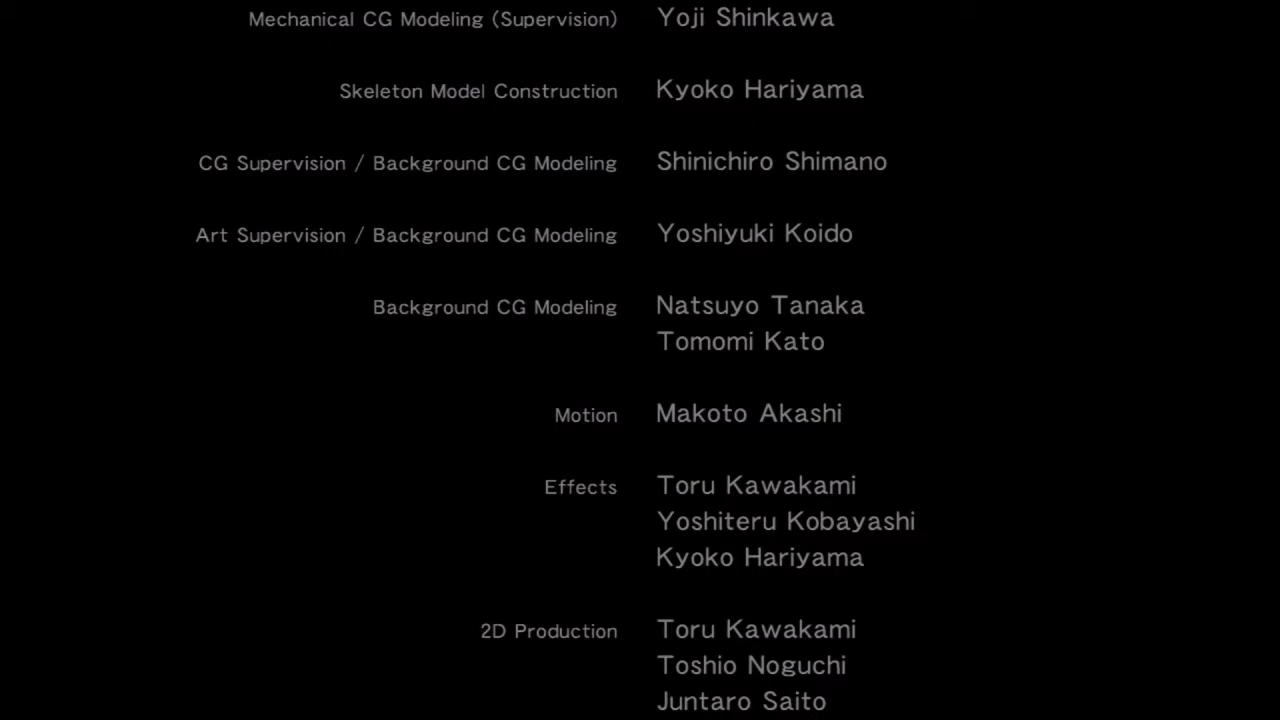 Mechanical CG Modeling (Supervision) Yoji Shinkawa
Skeleton Model Construction Kyoko Hariyama
CG Supervision / Background CG Modeling Shinichiro Shimano
Art Supervision / Background CG Modeling Yoshiyuki Koido
Background CG Modeling Natsuyo Tanaka
Tomomi Kato
Motion Makoto Akashi
Effects Toru Kawakami
Yoshiteru Kobayashi
Kyoko Hariyama
2D Production Toru Kawakami
Toshio Noguchi
Juntaro Saito